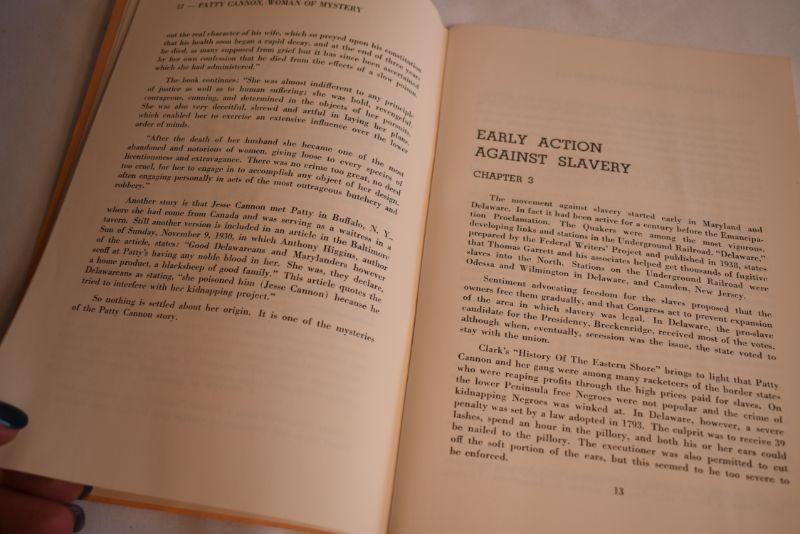 12 — PATTY CANNON, WOMAN OF MYSTERY
out the real character of his wife, which so preyed upon his constitution
that his health soon began a rapid decay, and at the end of three years
he died, as many supposed from grief but it has since been ascertained
by her own confession that he died from the effects of a slow poison
which she had administered."
The book continues: "She was almost indifferent to any principle
of justice as well as to human suffering; she was bold, revengeful
courageous, cunning, and determined in the objects of her pursuits.
She was also very deceitful, shrewd and artful in laying her plans,
which enabled her to exercise an extensive influence over the lower
order of minds.
"After the death of her husband she became one of the most
abandoned and notorious of women, giving loose to every species of
licentiousness and extravagance. There was no crime too great, no deed
too cruel, for her to engage in to accomplish any object of her design,
often engaging personally in acts of the most outrageous butchery and
robbery."
Another story is that Jesse Cannon met Patty in Buffalo, N. Y.,
where she had come from Canada and was serving as a waitress in a
tavern. Still another version is included in an article in the Baltimore
Sun of Sunday, November 9, 1930, in which Anthony Higgins, author
of the article, states: "Good Delawareans and Marylanders however
scoff at Patty's having any noble blood in her. She was, they declare,
a home product, a blacksheep of good family." This article quotes the
Delawareans as stating, "she poisoned him (Jesse Cannon) because he
tried to interfere with her kidnapping project."
So nothing is settled about her origin. It is one of the mysteries
of the Patty Cannon story.
EARLY ACTION
AGAINST SLAVERY
CHAPTER 3
The movement against slavery started early in Maryland and
Delaware. In fact it had been active for a century before the Emancipa-
tion Proclamation. The Quakers were among the most vigorous,
developing links and stations in the Underground Railroad. "Delaware,"
prepared by the Federal Writers' Project and published in 1938, states
that Thomas Garrett and his associates helped get thousands of fugitive
slaves into the North. Stations on the Underground Railroad were
Odessa and Wilmington in Delaware, and Camden, New Jersey.
Sentiment advocating freedom for the slaves proposed that the
owners free them gradually, and that Congress act to prevent expansion
of the area in which slavery was legal. In Delaware, the pro-slave
candidate for the Presidency, Breckenridge, received most of the votes,
although when, eventually, secession was the issue, the state voted to
stay with the union.
Clark's "History Of The Eastern Shore" brings to light that Patty
Cannon and her gang were among many racketeers of the border states
who were reaping profits through the high prices paid for slaves. On
the lower Peninsula free Negroes were not popular and the crime of
kidnapping Negroes was winked at. In Delaware, however, a severe
penalty was set by a law adopted in 1793. The culprit was to receive 39
lashes, spend an hour in the pillory, and both his or her ears could
be nailed to the pillory. The executioner was also permitted to cut
off the soft portion of the ears, but this seemed to be too severe to
be enforced.
13